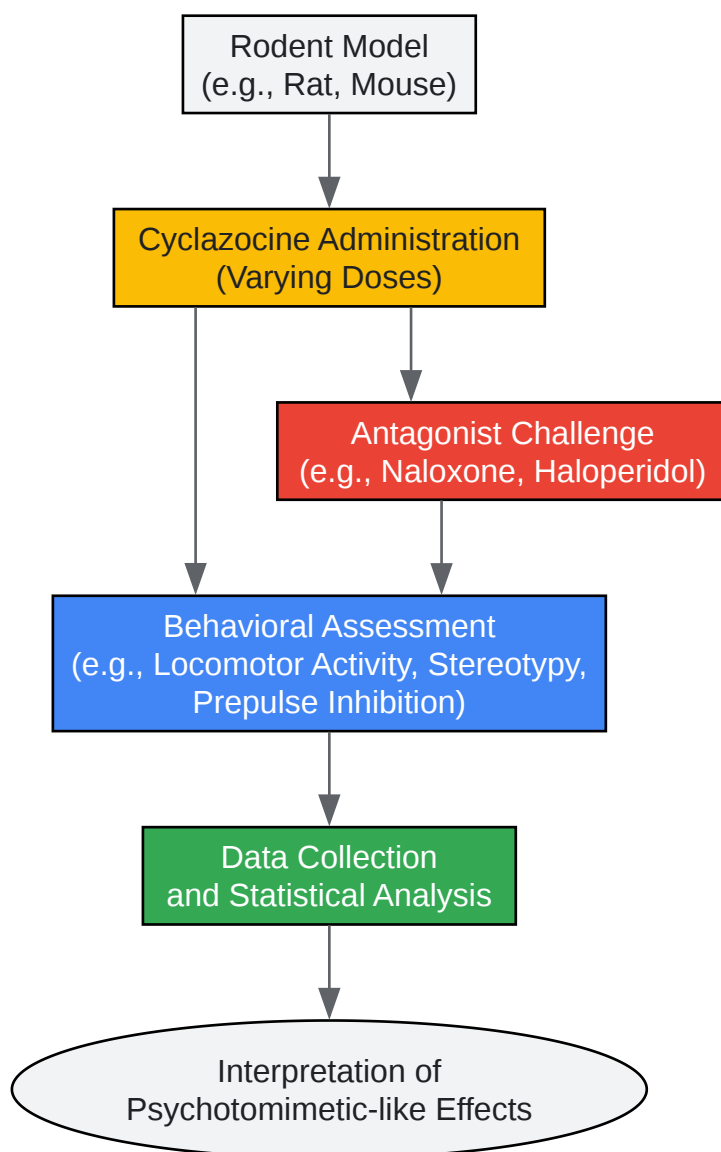 Rodent Model
(e.g., Rat, Mouse)
Cyclazocine Administration
(Varying Doses)
Antagonist Challenge
(e.g., Naloxone, Haloperidol)
Behavioral Assessment
(e.g., Locomotor Activity, Stereotypy,
Prepulse Inhibition)
Data Collection
and Statistical Analysis
Interpretation of
Psychotomimetic-like Effects